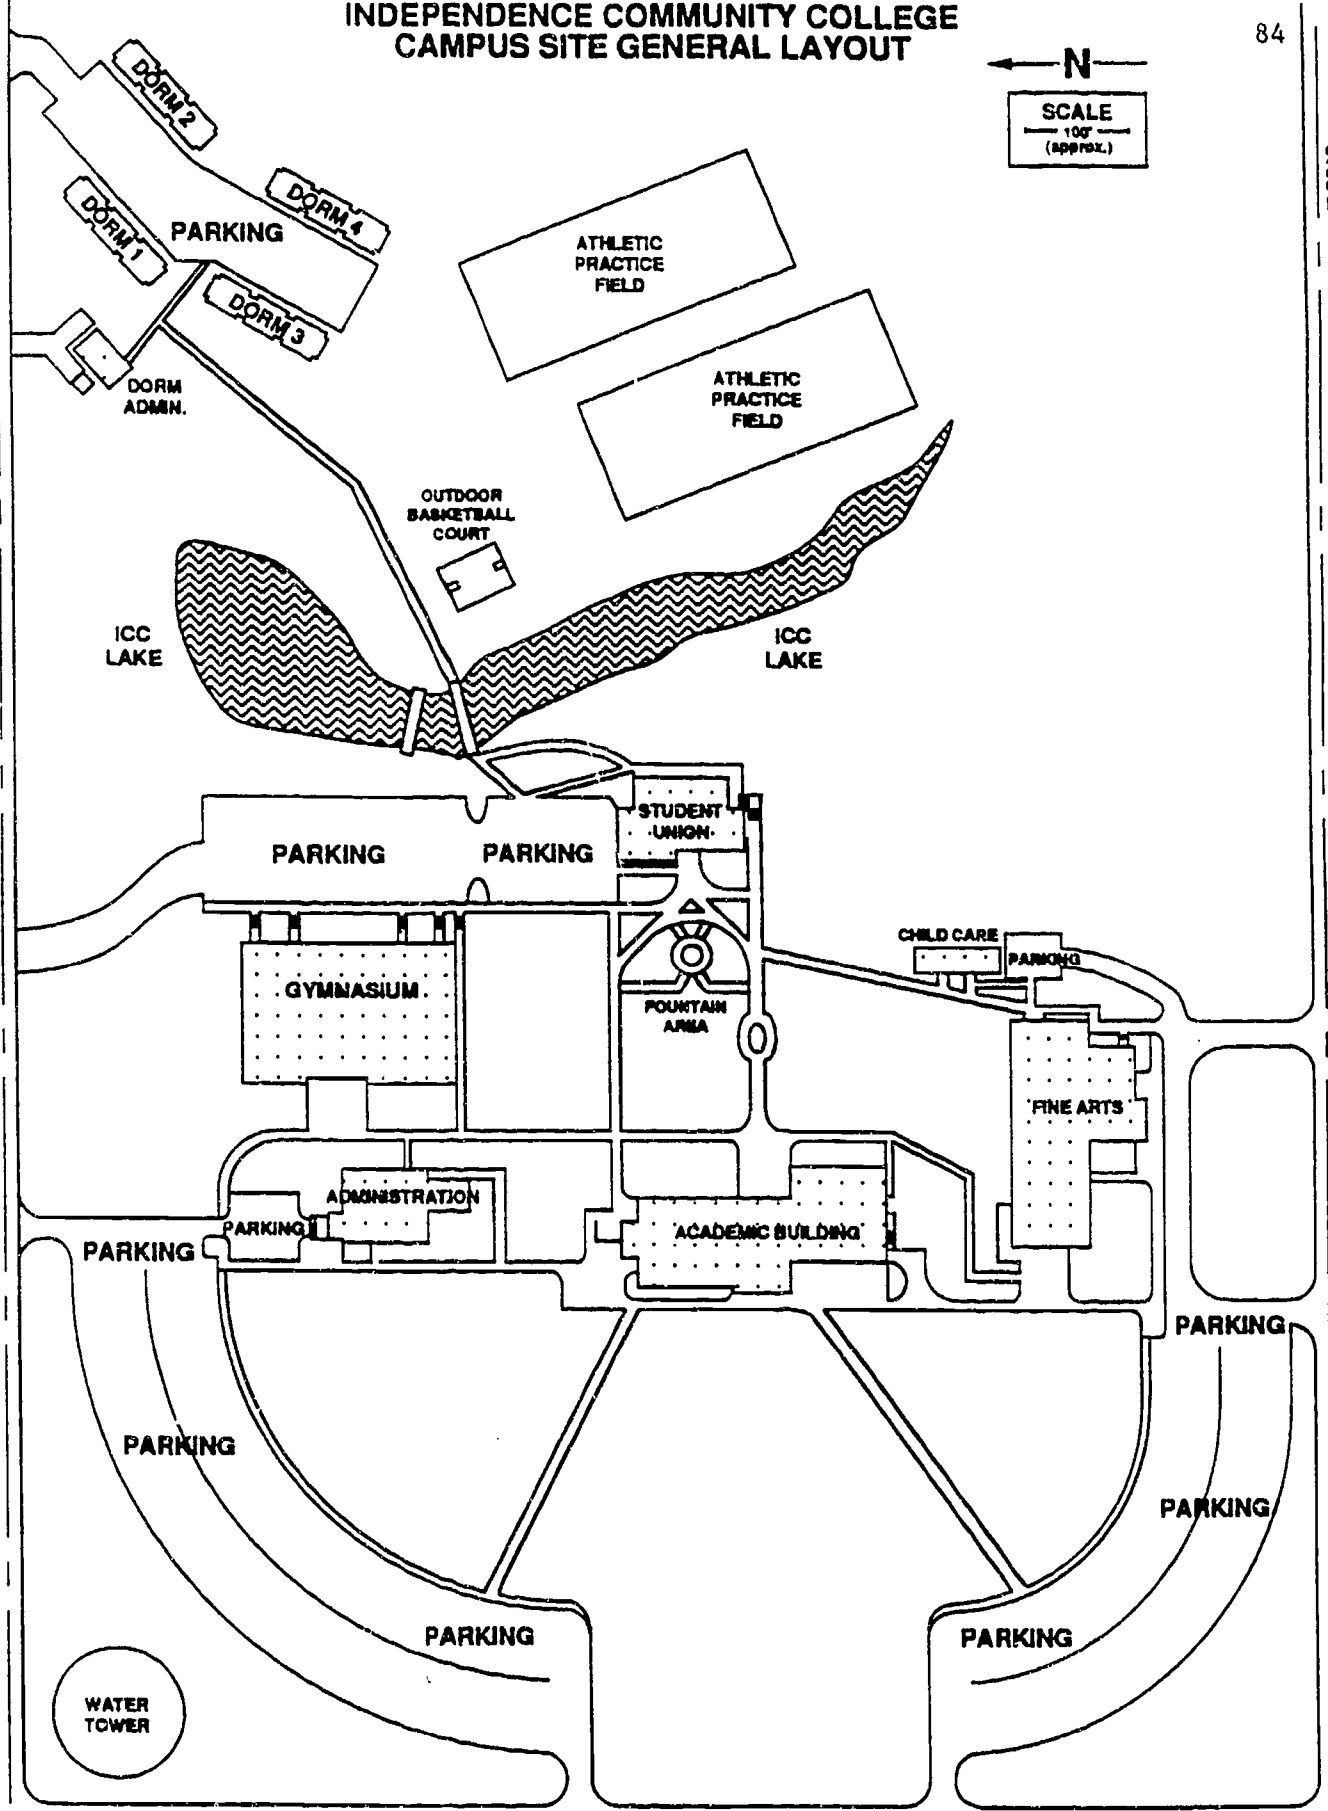 INDEPENDENCE COMMUNITY COLLEGE
CAMPUS SITE GENERAL LAYOUT
84
N
SCALE
100'
(approx.)
DORM 2
DORM 4
DORM 1
PARKING
DORM 3
DORM
ADMIN.
ATHLETIC
PRACTICE
FIELD
ATHLETIC
PRACTICE
FIELD
OUTDOOR
BASKETBALL
COURT
ICC
LAKE
ICC
LAKE
STUDENT
UNION
PARKING
PARKING
CHILD CARE
PARKING
GYMNASIUM
FOUNTAIN
AREA
FINE ARTS
ADMINISTRATION
PARKING
ACADEMIC BUILDING
PARKING
PARKING
PARKING
PARKING
PARKING
PARKING
WATER
TOWER